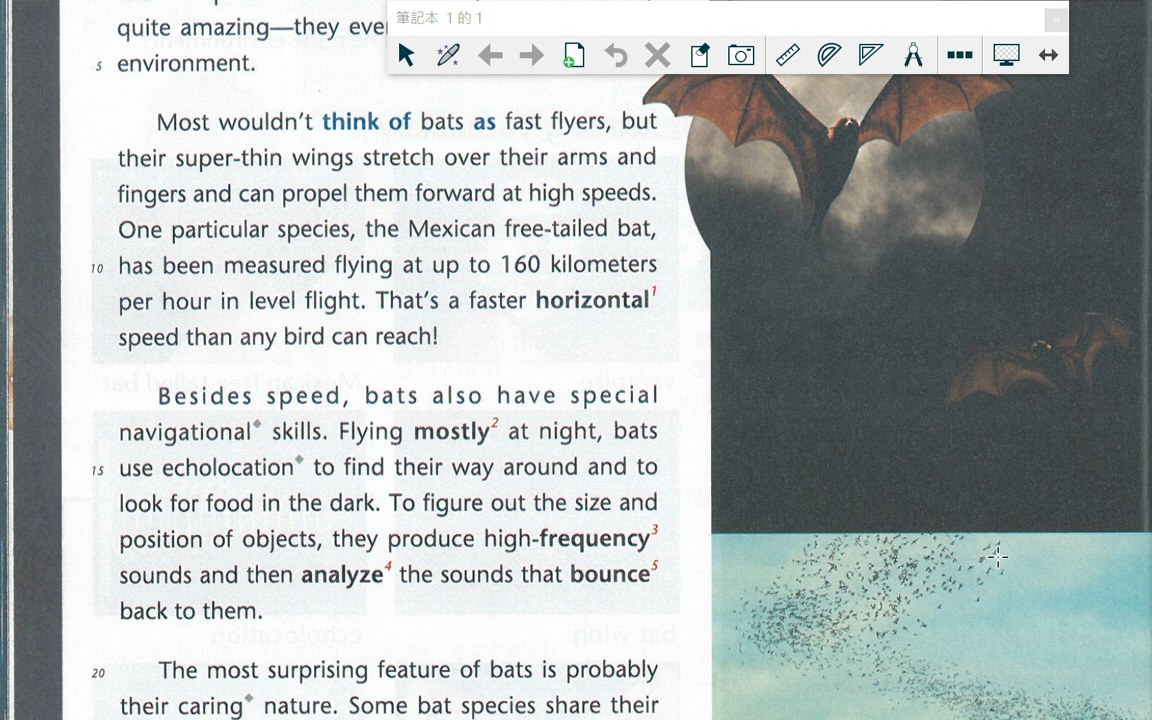 筆記本 1 的 1
quite amazing—they even
5 environment.
Most wouldn't think of bats as fast flyers, but
their super-thin wings stretch over their arms and
fingers and can propel them forward at high speeds.
One particular species, the Mexican free-tailed bat,
10 has been measured flying at up to 160 kilometers
per hour in level flight. That's a faster horizontal1
speed than any bird can reach!
Besides speed, bats also have special
navigational◆ skills. Flying mostly2 at night, bats
15 use echolocation◆ to find their way around and to
look for food in the dark. To figure out the size and
position of objects, they produce high-frequency3
sounds and then analyze4 the sounds that bounce5
back to them.
20 The most surprising feature of bats is probably
their caring◆ nature. Some bat species share their